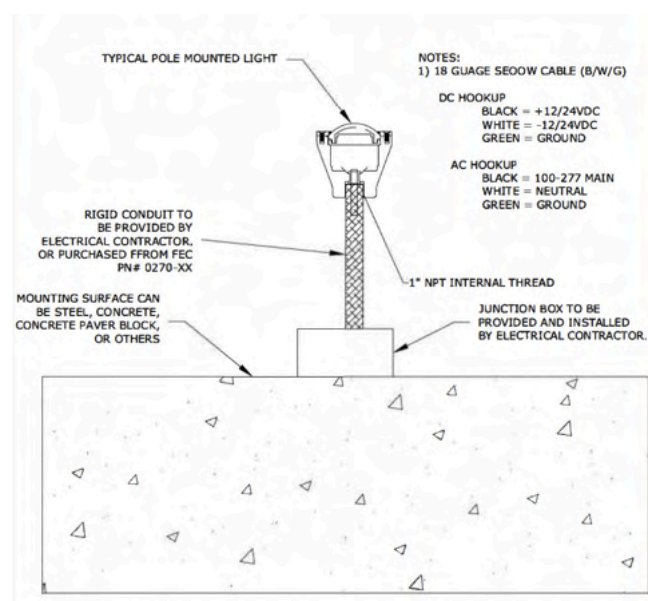 TYPICAL POLE MOUNTED LIGHT
NOTES:
1) 18 GUAGE SEOOW CABLE (B/W/G)
DC HOOKUP
BLACK = +12/24VDC
WHITE = -12/24VDC
GREEN = GROUND
AC HOOKUP
BLACK = 100-277 MAIN
WHITE = NEUTRAL
GREEN = GROUND
RIGID CONDUIT TO
BE PROVIDED BY
ELECTRICAL CONTRACTOR.
OR PURCHASED FFROM FEC
PN# 0270-XX
1" NPT INTERNAL THREAD
MOUNTING SURFACE CAN
BE STEEL, CONCRETE,
CONCRETE PAVER BLOCK,
OR OTHERS
JUNCTION BOX TO BE
PROVIDED AND INSTALLED
BY ELECTRICAL CONTRACTOR.